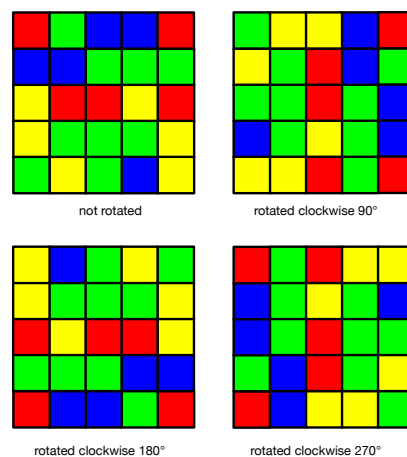 not rotated
rotated clockwise 90°
rotated clockwise 180°
rotated clockwise 270°